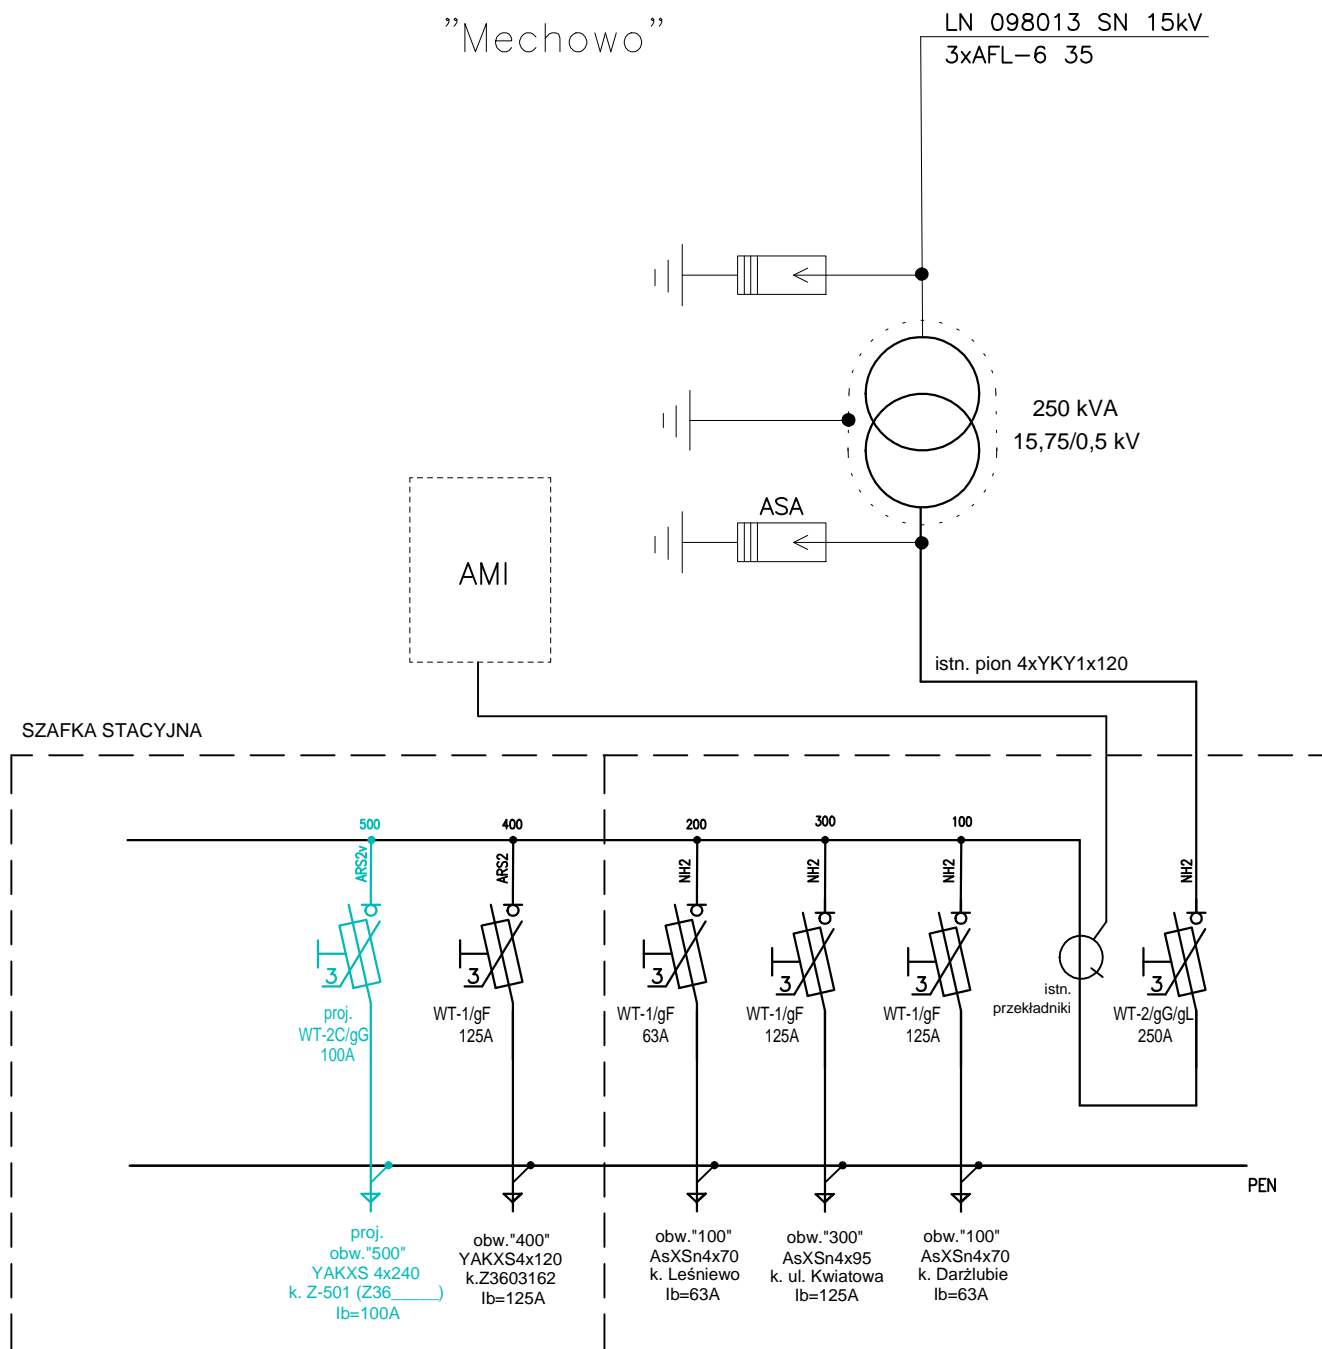 "Mechowo"
LN 098013 SN 15kV
3xAFL-6 35
250 kVA
15,75/0,5 kV
ASA
AMI
istn. pion 4xYKY1x120
SZAFKA STACYJNA
500
400
200
300
100
ARS2v
ARS2
NH2
NH2
NH2
NH2
3
3
3
3
3
3
proj.
WT-2C/gG
100A
WT-1/gF
125A
WT-1/gF
63A
WT-1/gF
125A
WT-1/gF
125A
istn.
przekładniki
WT-2/gG/gL
250A
PEN
proj.
obw."500"
YAKXS 4x240
k. Z-501 (Z36_____)
Ib=100A
obw."400"
YAKXS4x120
k.Z3603162
Ib=125A
obw."100"
AsXSn4x70
k. Leśniewo
Ib=63A
obw."300"
AsXSn4x95
k. ul. Kwiatowa
Ib=125A
obw."100"
AsXSn4x70
k. Darżlubie
Ib=63A